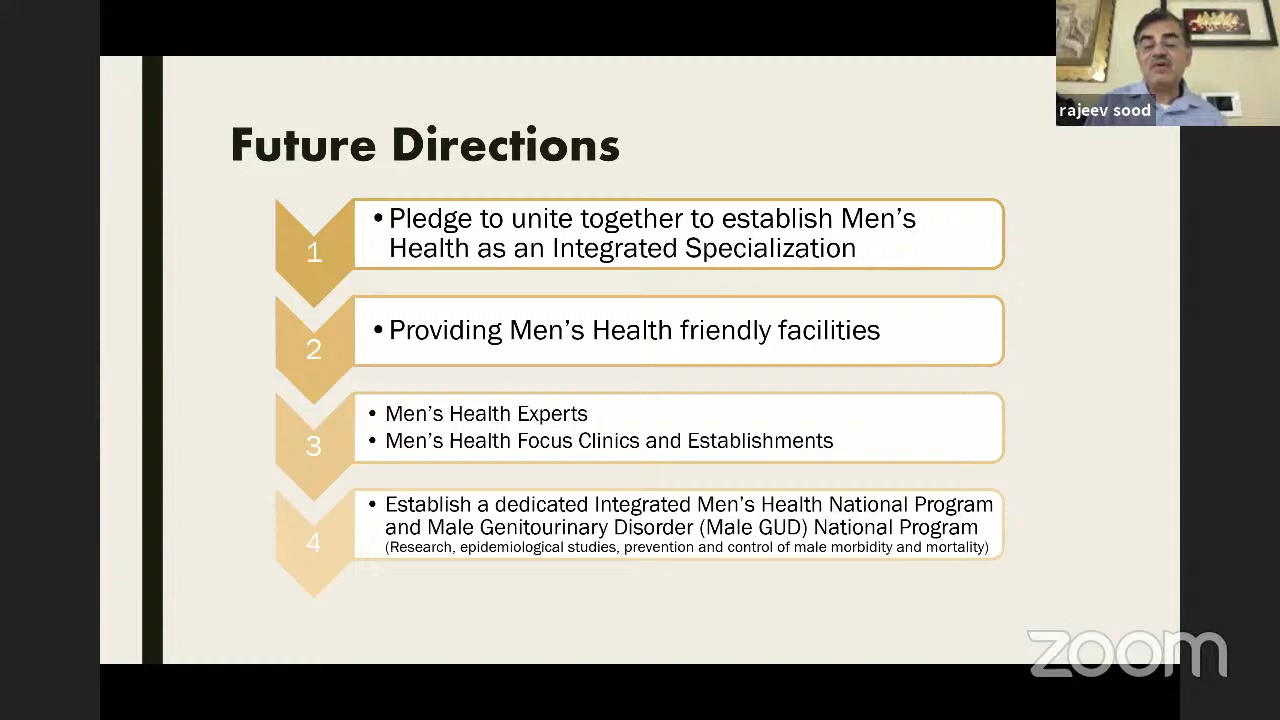 rajeev sood
Future Directions
1
•Pledge to unite together to establish Men’s
Health as an Integrated Specialization
2
•Providing Men’s Health friendly facilities
3
• Men’s Health Experts
• Men’s Health Focus Clinics and Establishments
4
• Establish a dedicated Integrated Men’s Health National Program
and Male Genitourinary Disorder (Male GUD) National Program
(Research, epidemiological studies, prevention and control of male morbidity and mortality)
zoom